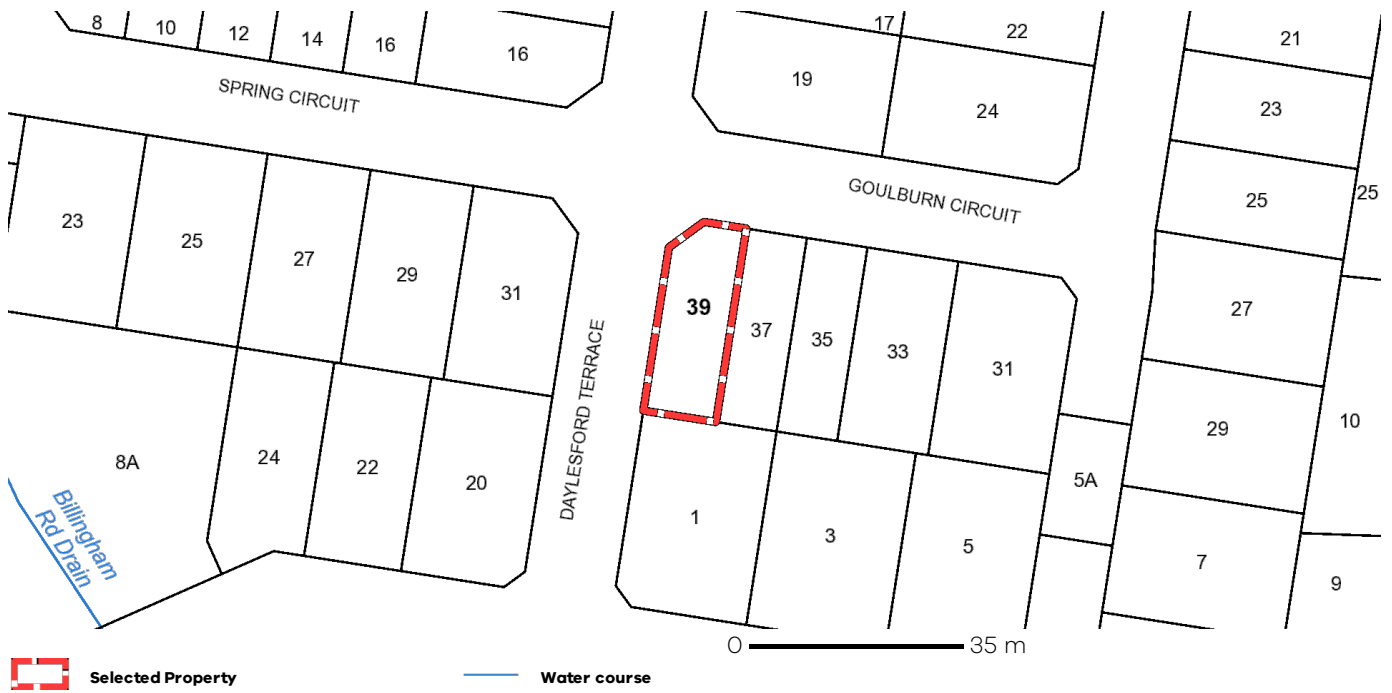 8 10 12 14 16 16 17 22 21
19 24 23
SPRING CIRCUIT
GOULBURN CIRCUIT
25 25
23 25 27 29 31
39 37 35 33 31 27
DAYLESFORD TERRACE
8A 24 22 20 29 10
5A
Billingham
Rd Drain
1 3 5 7 9
0 35 m
Selected Property
Water course